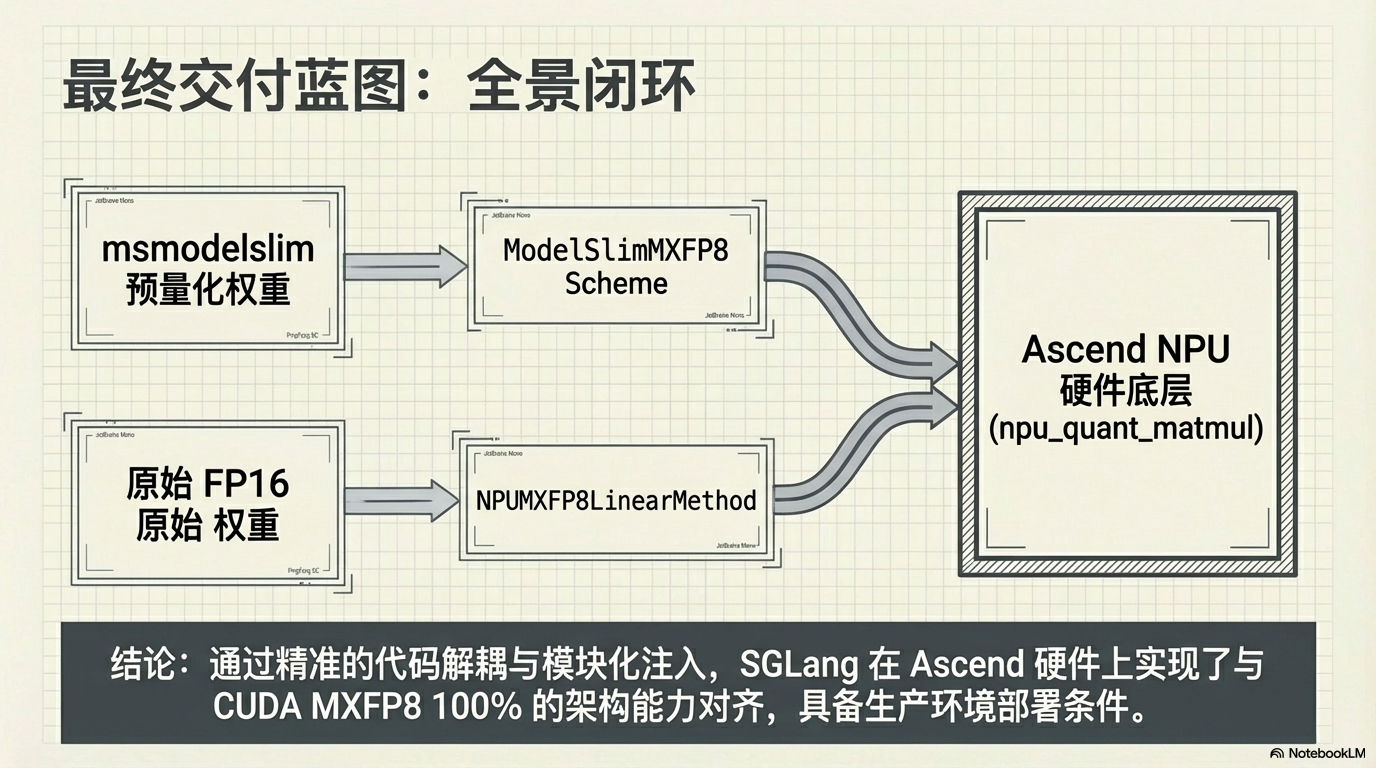 最终交付蓝图：全景闭环
msmodelslim
预量化权重
ModelSlimMXFP8
Scheme
原始 FP16
原始 权重
NPUMXFP8LinearMethod
Ascend NPU
硬件底层
(npu_quant_matmul)
结论：通过精准的代码解耦与模块化注入，SGLang 在 Ascend 硬件上实现了与
CUDA MXFP8 100% 的架构能力对齐，具备生产环境部署条件。
NotebookLM